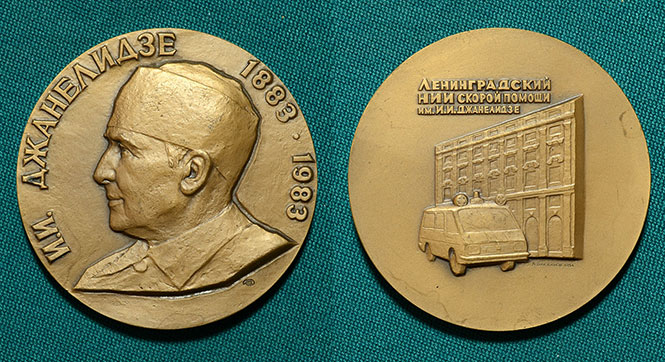 И.И. ДЖАНЕЛИДЗЕ
1883 · 1983
ЛЕНИНГРАДСКИЙ
НИИ СКОРОЙ ПОМОЩИ
ИМ. И.И. ДЖАНЕЛИДЗЕ